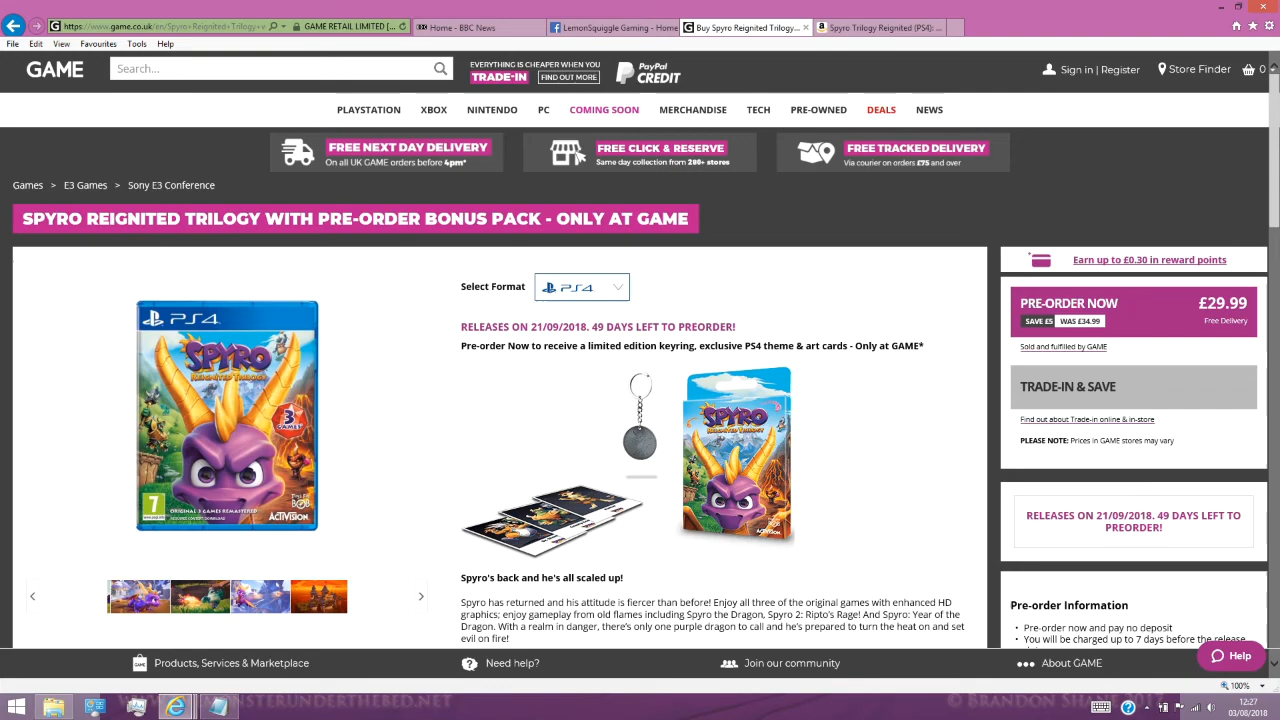 https://www.game.co.uk/en/Spyro+Reignited+Trilogy+
GAME RETAIL LIMITED [...
Home - BBC News
LemonSquiggle Gaming - Home
Buy Spyro Reignited Trilogy...
Spyro Trilogy Reignited (PS4): ...
File Edit View Favourites Tools Help
GAME
Search...
EVERYTHING IS CHEAPER WHEN YOU
TRADE-IN FIND OUT MORE
PayPal
CREDIT
Sign in | Register
Store Finder
0
PLAYSTATION XBOX NINTENDO PC COMING SOON MERCHANDISE TECH PRE-OWNED DEALS NEWS
FREE NEXT DAY DELIVERY
On all UK GAME orders before 4pm*
FREE CLICK & RESERVE
Same day collection from 280+ stores
FREE TRACKED DELIVERY
Via courier on orders £75 and over
Games > E3 Games > Sony E3 Conference
SPYRO REIGNITED TRILOGY WITH PRE-ORDER BONUS PACK - ONLY AT GAME
Select Format PS4
RELEASES ON 21/09/2018. 49 DAYS LEFT TO PREORDER!
Pre-order Now to receive a limited edition keyring, exclusive PS4 theme & art cards - Only at GAME*
PS4
SPYRO
REIGNITED TRILOGY
3
GAMES
7
ORIGINAL 3 GAMES REMASTERED
TOYS FOR BOB
ACTIVISION
SPYRO
REIGNITED TRILOGY
ACTIVISION
Spyro's back and he's all scaled up!
Spyro has returned and his attitude is fiercer than before! Enjoy all three of the original games with enhanced HD
graphics; enjoy gameplay from old flames including Spyro the Dragon, Spyro 2: Ripto's Rage! And Spyro: Year of the
Dragon. With a realm in danger, there's only one purple dragon to call and he's prepared to turn the heat on and set
evil on fire!
Earn up to £0.30 in reward points
PRE-ORDER NOW £29.99
SAVE £5 WAS £34.99 Free Delivery
Sold and fulfilled by GAME
TRADE-IN & SAVE
Find out about Trade-in online & in-store
PLEASE NOTE: Prices in GAME stores may vary
RELEASES ON 21/09/2018. 49 DAYS LEFT TO
PREORDER!
Pre-order Information
• Pre-order now and pay no deposit
• You will be charged up to 7 days before the release
Help
Products, Services & Marketplace
Need help?
Join our community
About GAME
100%
© BRANDON SHANE
12:27
03/08/2018